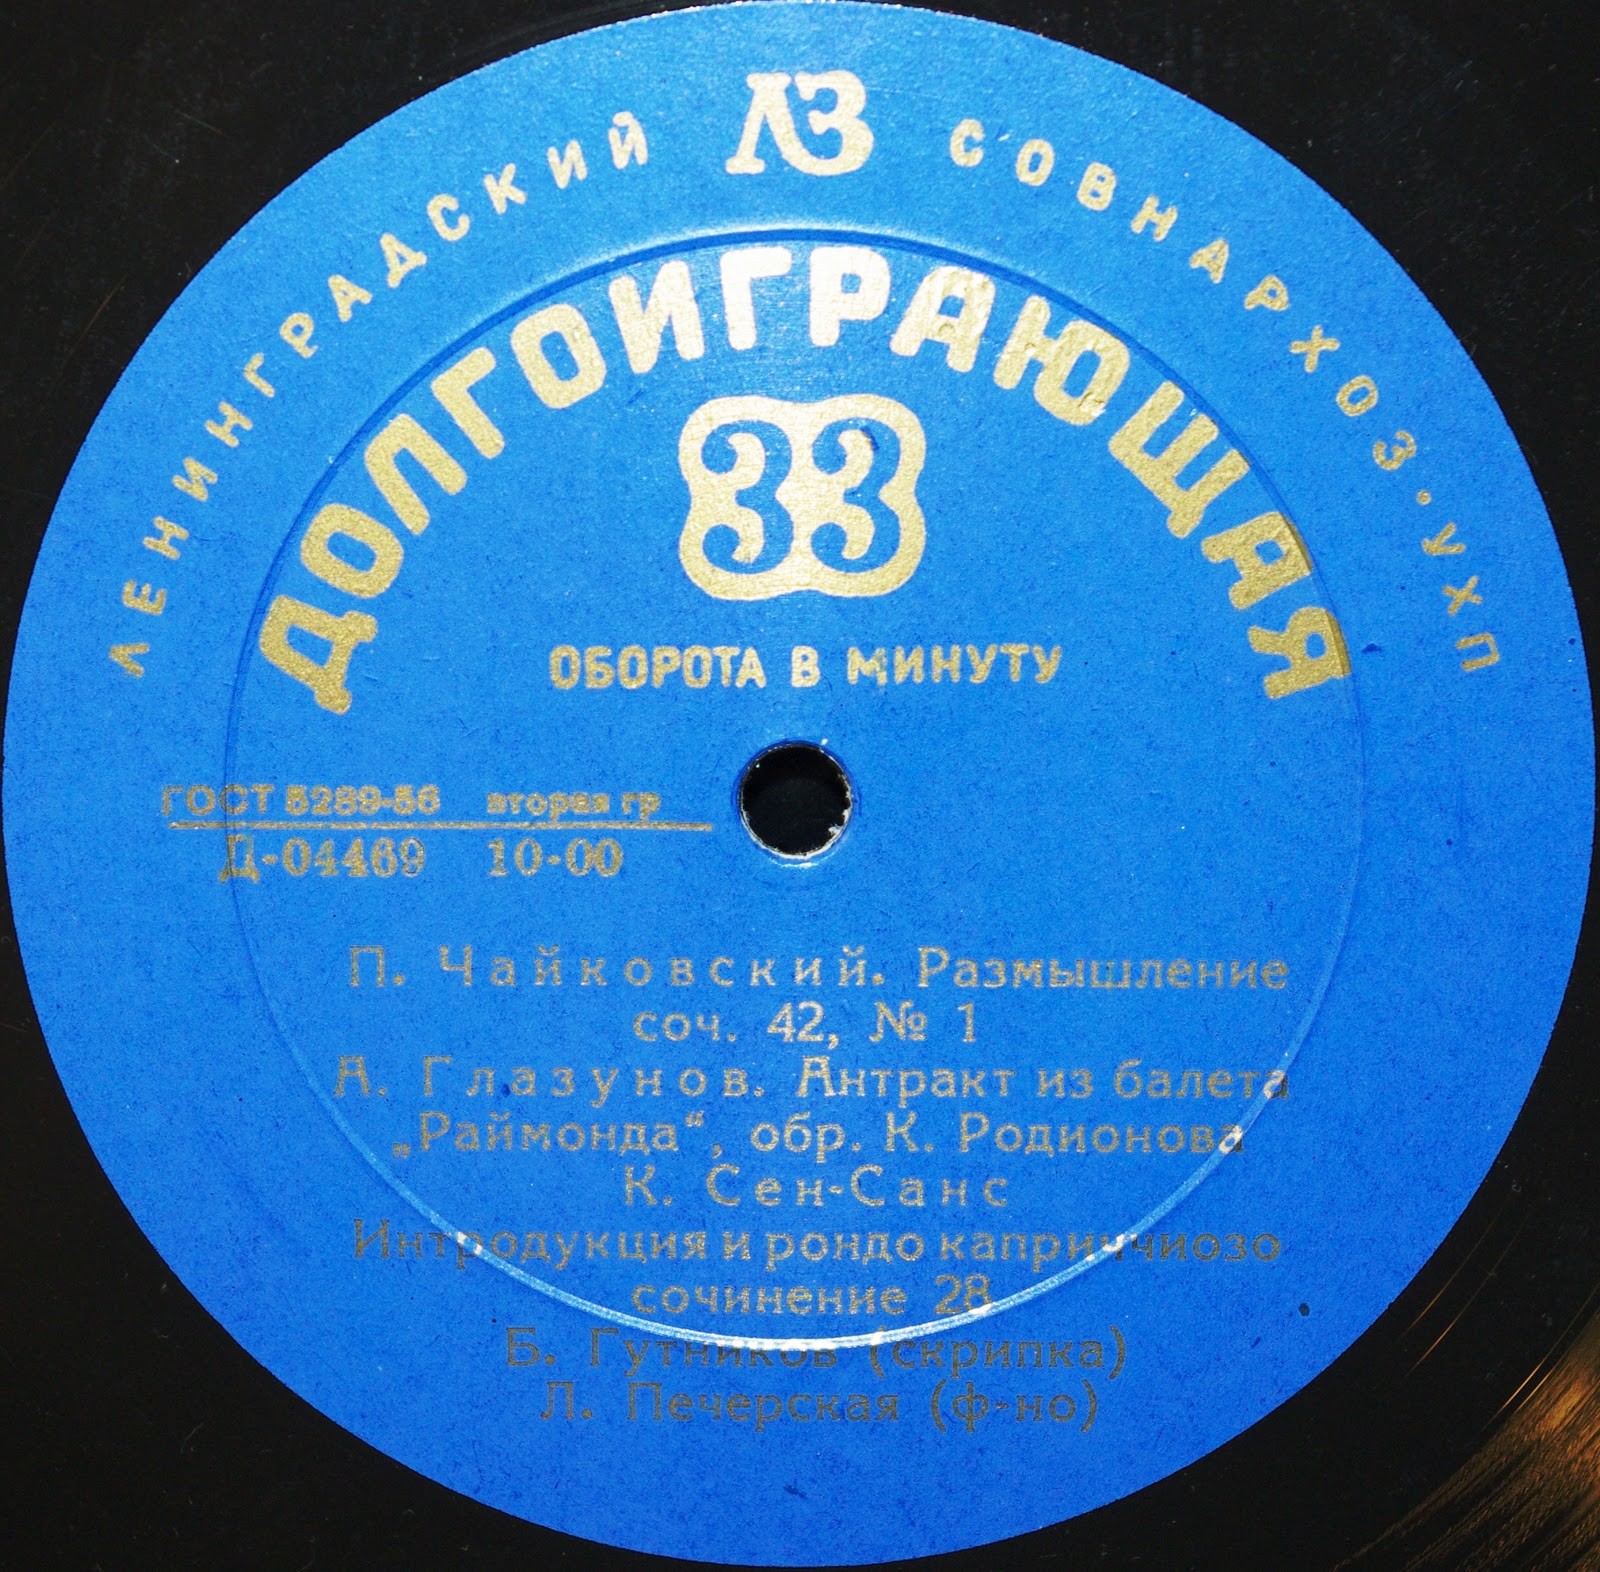 ЛЕНИНГРАДСКИЙ ЛЗ СОВНАРХОЗ·УХП
ДОЛГОИГРАЮЩАЯ
33
ОБОРОТА В МИНУТУ
ГОСТ 5289-56 вторая гр
Д-04469 10-00
П. Чайковский. Размышление
соч. 42, № 1
А. Глазунов. Антракт из балета
„Раймонда“, обр. К. Родионова
К. Сен-Санс
Интродукция и рондо каприччиозо
сочинение 28
Б. Гутников (скрипка)
Л. Печерская (ф-но)